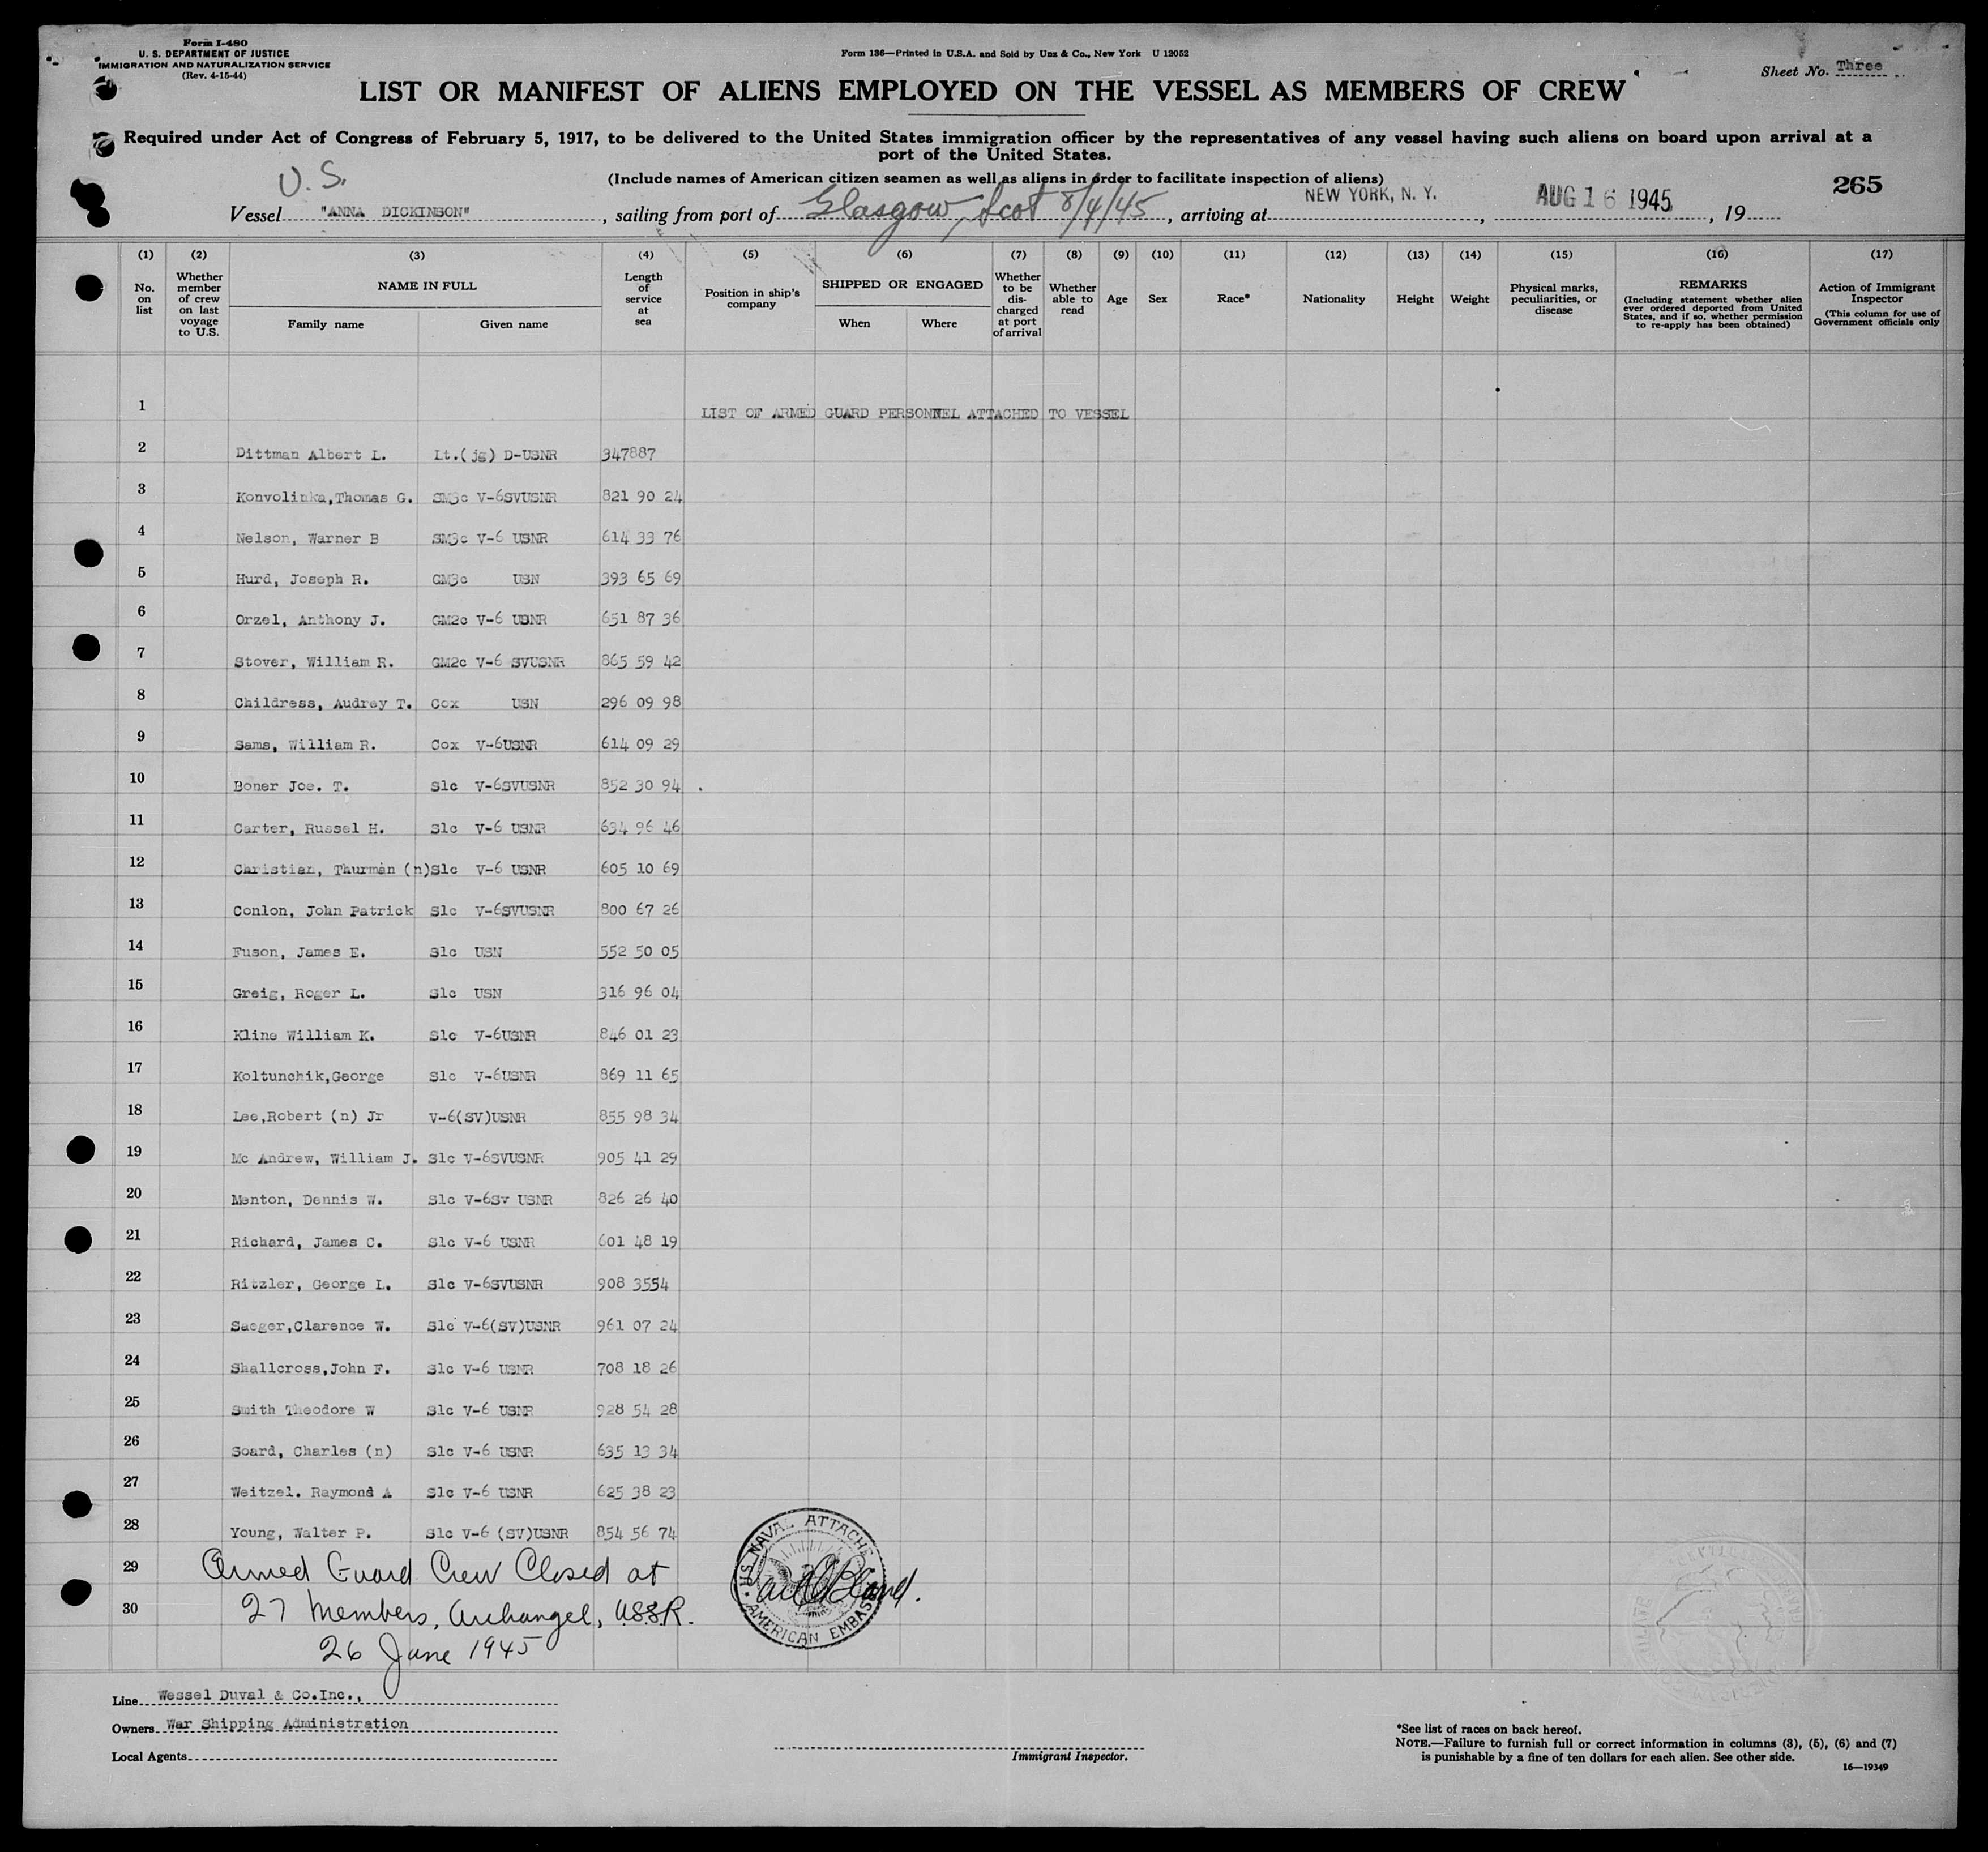 Form I-480
U. S. DEPARTMENT OF JUSTICE
IMMIGRATION AND NATURALIZATION SERVICE
(Rev. 4-15-44)
Form 136—Printed in U.S.A. and Sold by Unz & Co., New York U 12052
Sheet No. Three
LIST OR MANIFEST OF ALIENS EMPLOYED ON THE VESSEL AS MEMBERS OF CREW
Required under Act of Congress of February 5, 1917, to be delivered to the United States immigration officer by the representatives of any vessel having such aliens on board upon arrival at a
port of the United States.
(Include names of American citizen seamen as well as aliens in order to facilitate inspection of aliens)
265
U. S.
Vessel "ANNA DICKINSON", sailing from port of Glasgow, Scot 8/4/45, arriving at NEW YORK, N. Y., AUG 16 1945, 19
(1) (2) (3) (4) (5) (6) (7) (8) (9) (10) (11) (12) (13) (14) (15) (16) (17)
No. on list
Whether member of crew on last voyage to U.S.
NAME IN FULL
Family name Given name
Length of service at sea
Position in ship's company
SHIPPED OR ENGAGED
When Where
Whether to be discharged at port of arrival
Whether able to read
Age
Sex
Race*
Nationality
Height
Weight
Physical marks, peculiarities, or disease
REMARKS
(Including statement whether alien ever ordered deported from United States, and if so, whether permission to re-apply has been obtained)
Action of Immigrant Inspector
(This column for use of Government officials only
1 LIST OF ARMED GUARD PERSONNEL ATTACHED TO VESSEL
2 Dittman Albert L. Lt.(jg) D-USNR 347887
3 Konvolinka,Thomas G. SM3c V-6SVUSNR 821 90 24
4 Nelson, Warner B SM3c V-6 USNR 614 33 76
5 Hurd, Joseph R. GM3c USN 393 65 69
6 Orzel, Anthony J. GM2c V-6 USNR 651 87 36
7 Stover, William R. GM2c V-6 SVUSNR 865 59 42
8 Childress, Audrey T. Cox USN 296 09 98
9 Sams, William R. Cox V-6USNR 614 09 29
10 Boner Joe. T. S1c V-6SVUSNR 852 30 94 .
11 Carter, Russel H. S1c V-6 USNR 634 96 46
12 Christian, Thurman (n)S1c V-6 USNR 605 10 69
13 Conlon, John Patrick S1c V-6SVUSNR 800 67 26
14 Fuson, James E. S1c USN 552 50 05
15 Greig, Roger L. S1c USN 316 96 04
16 Kline William K. S1c V-6USNR 846 01 23
17 Koltunchik,George S1c V-6USNR 869 11 65
18 Lee,Robert (n) Jr V-6(SV)USNR 855 98 34
19 Mc Andrew, William J. S1c V-6SVUSNR 905 41 29
20 Menton, Dennis W. S1c V-6Sv USNR 826 26 40
21 Richard, James C. S1c V-6 USNR 601 48 19
22 Ritzler, George L. S1c V-6SVUSNR 908 3554
23 Saeger,Clarence W. S1c V-6(SV)USNR 961 07 24
24 Shallcross,John F. S1c V-6 USNR 708 18 26
25 Smith Theodore W S1c V-6 USNR 928 54 28
26 Soard, Charles (n) S1c V-6 USNR 635 13 34
27 Weitzel. Raymond A S1c V-6 USNR 625 38 23
28 Young, Walter P. S1c V-6 (SV)USNR 854 56 74
29 Armed Guard Crew Closed at
30 27 Members, Archangel, USSR.
26 June 1945
U.S. NAVAL ATTACHE
AMERICAN EMBASSY
Line Wessel Duval & Co.Inc.,
Owners War Shipping Administration
Local Agents
Immigrant Inspector.
*See list of races on back hereof.
NOTE.—Failure to furnish full or correct information in columns (3), (5), (6) and (7)
is punishable by a fine of ten dollars for each alien. See other side.
16—19349